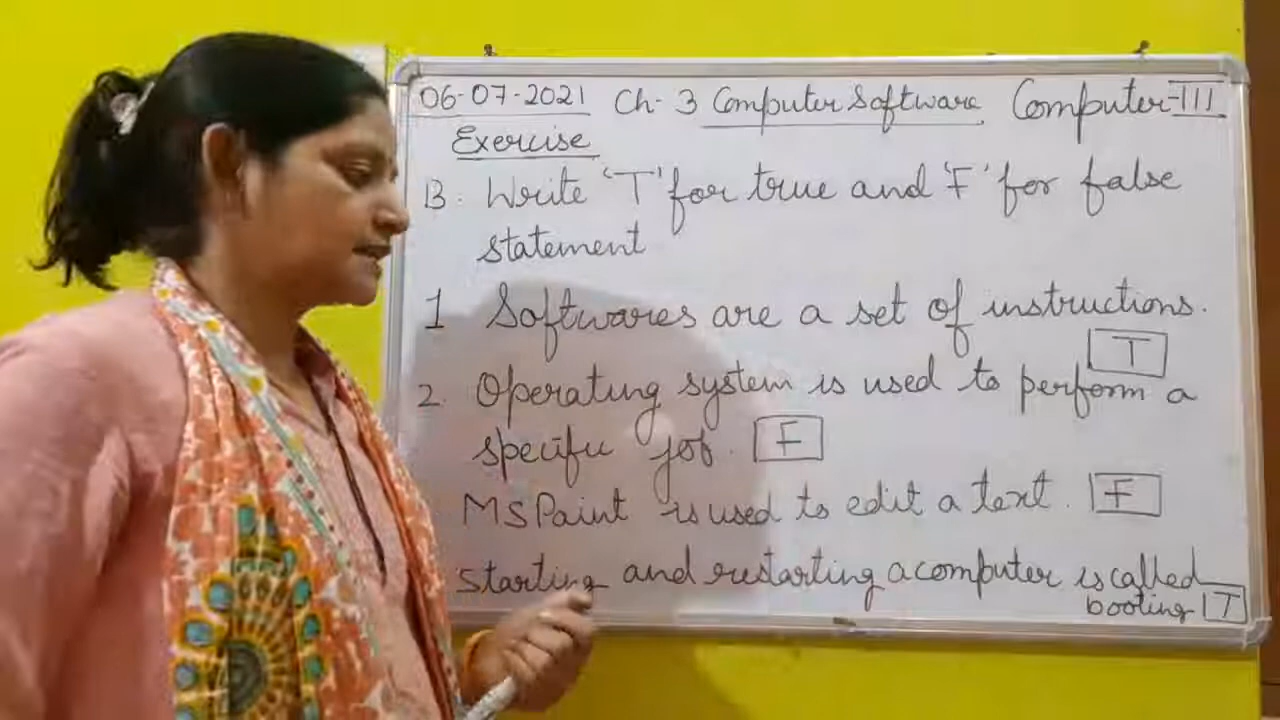 06-07-2021 Ch- 3 Computer Software Computer-III
Exercise
B. Write 'T' for true and 'F' for false
statement
1 Softwares are a set of instructions.
T
2. Operating system is used to perform a
specific job. F
MS Paint is used to edit a text. F
Starting and restarting a computer is called
booting T